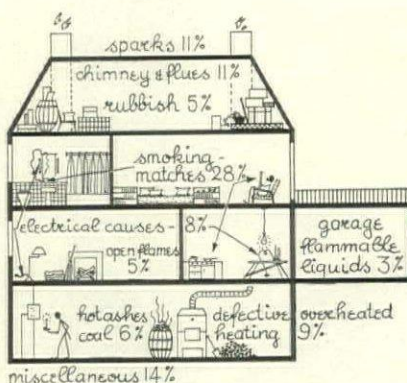 sparks 11%
chimney & flues 11%
rubbish 5%
smoking-
matches 28%
electrical causes-
8%
open flames
5%
garage
flammable
liquids 3%
hot ashes
coal 6%
defective
heating
overheated
9%
miscellaneous 14%